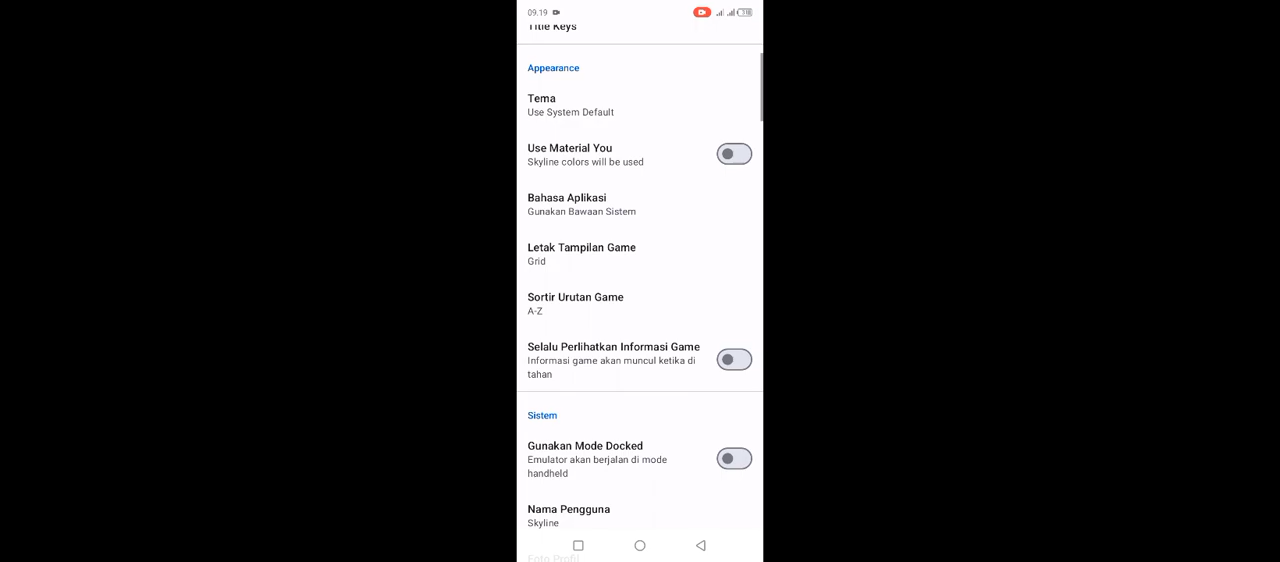 09.19
Title Keys
Appearance
Tema
Use System Default
Use Material You
Skyline colors will be used
Bahasa Aplikasi
Gunakan Bawaan Sistem
Letak Tampilan Game
Grid
Sortir Urutan Game
A-Z
Selalu Perlihatkan Informasi Game
Informasi game akan muncul ketika di
tahan
Sistem
Gunakan Mode Docked
Emulator akan berjalan di mode
handheld
Nama Pengguna
Skyline
Foto Profil